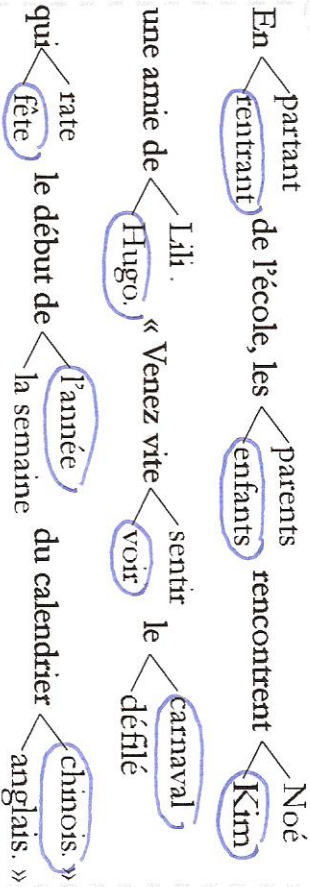 En partant rentrant de l'école, les parents enfants rencontrent Noé Kim
une amie de Lili. Hugo. « Venez vite sentir voir le carnaval défilé
qui rate fête le début de l'année la semaine du calendrier chinois. » anglais. »